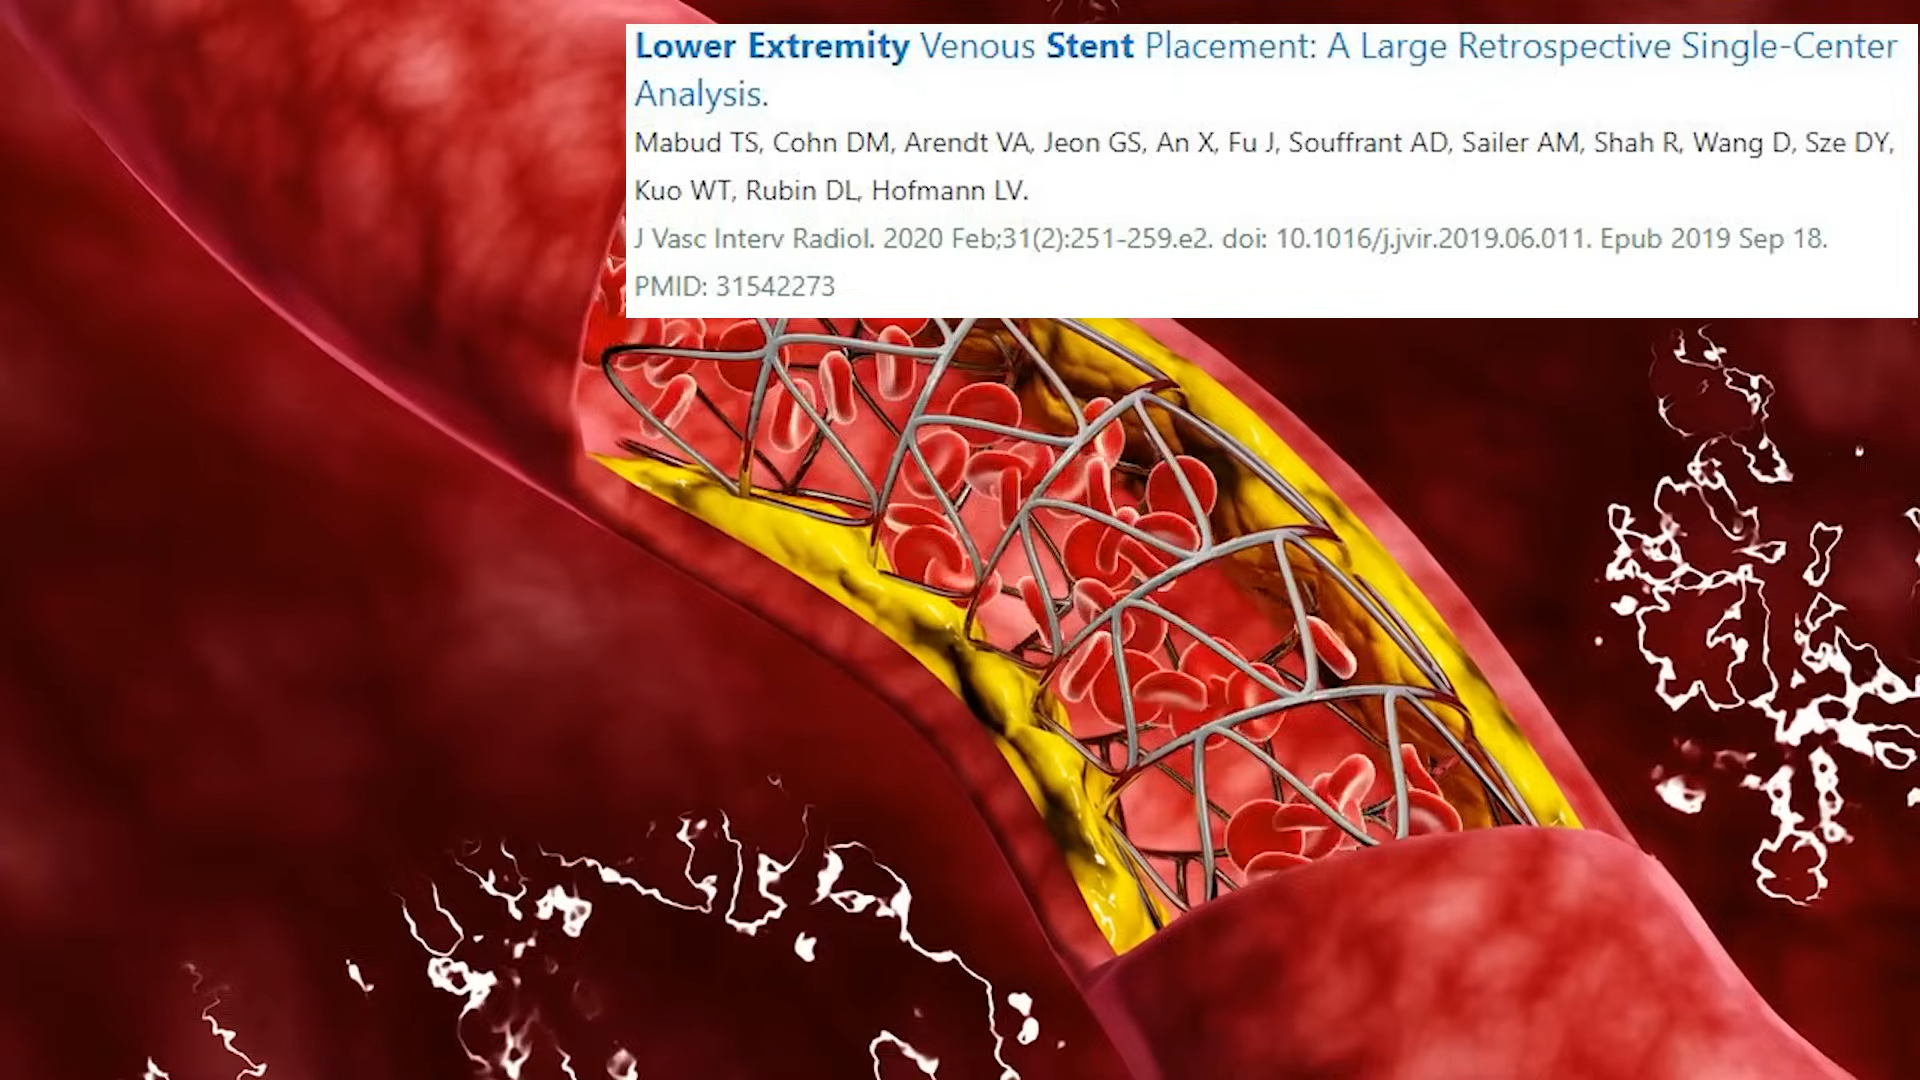 Lower Extremity Venous Stent Placement: A Large Retrospective Single-Center
Analysis.
Mabud TS, Cohn DM, Arendt VA, Jeon GS, An X, Fu J, Souffrant AD, Sailer AM, Shah R, Wang D, Sze DY,
Kuo WT, Rubin DL, Hofmann LV.
J Vasc Interv Radiol. 2020 Feb;31(2):251-259.e2. doi: 10.1016/j.jvir.2019.06.011. Epub 2019 Sep 18.
PMID: 31542273